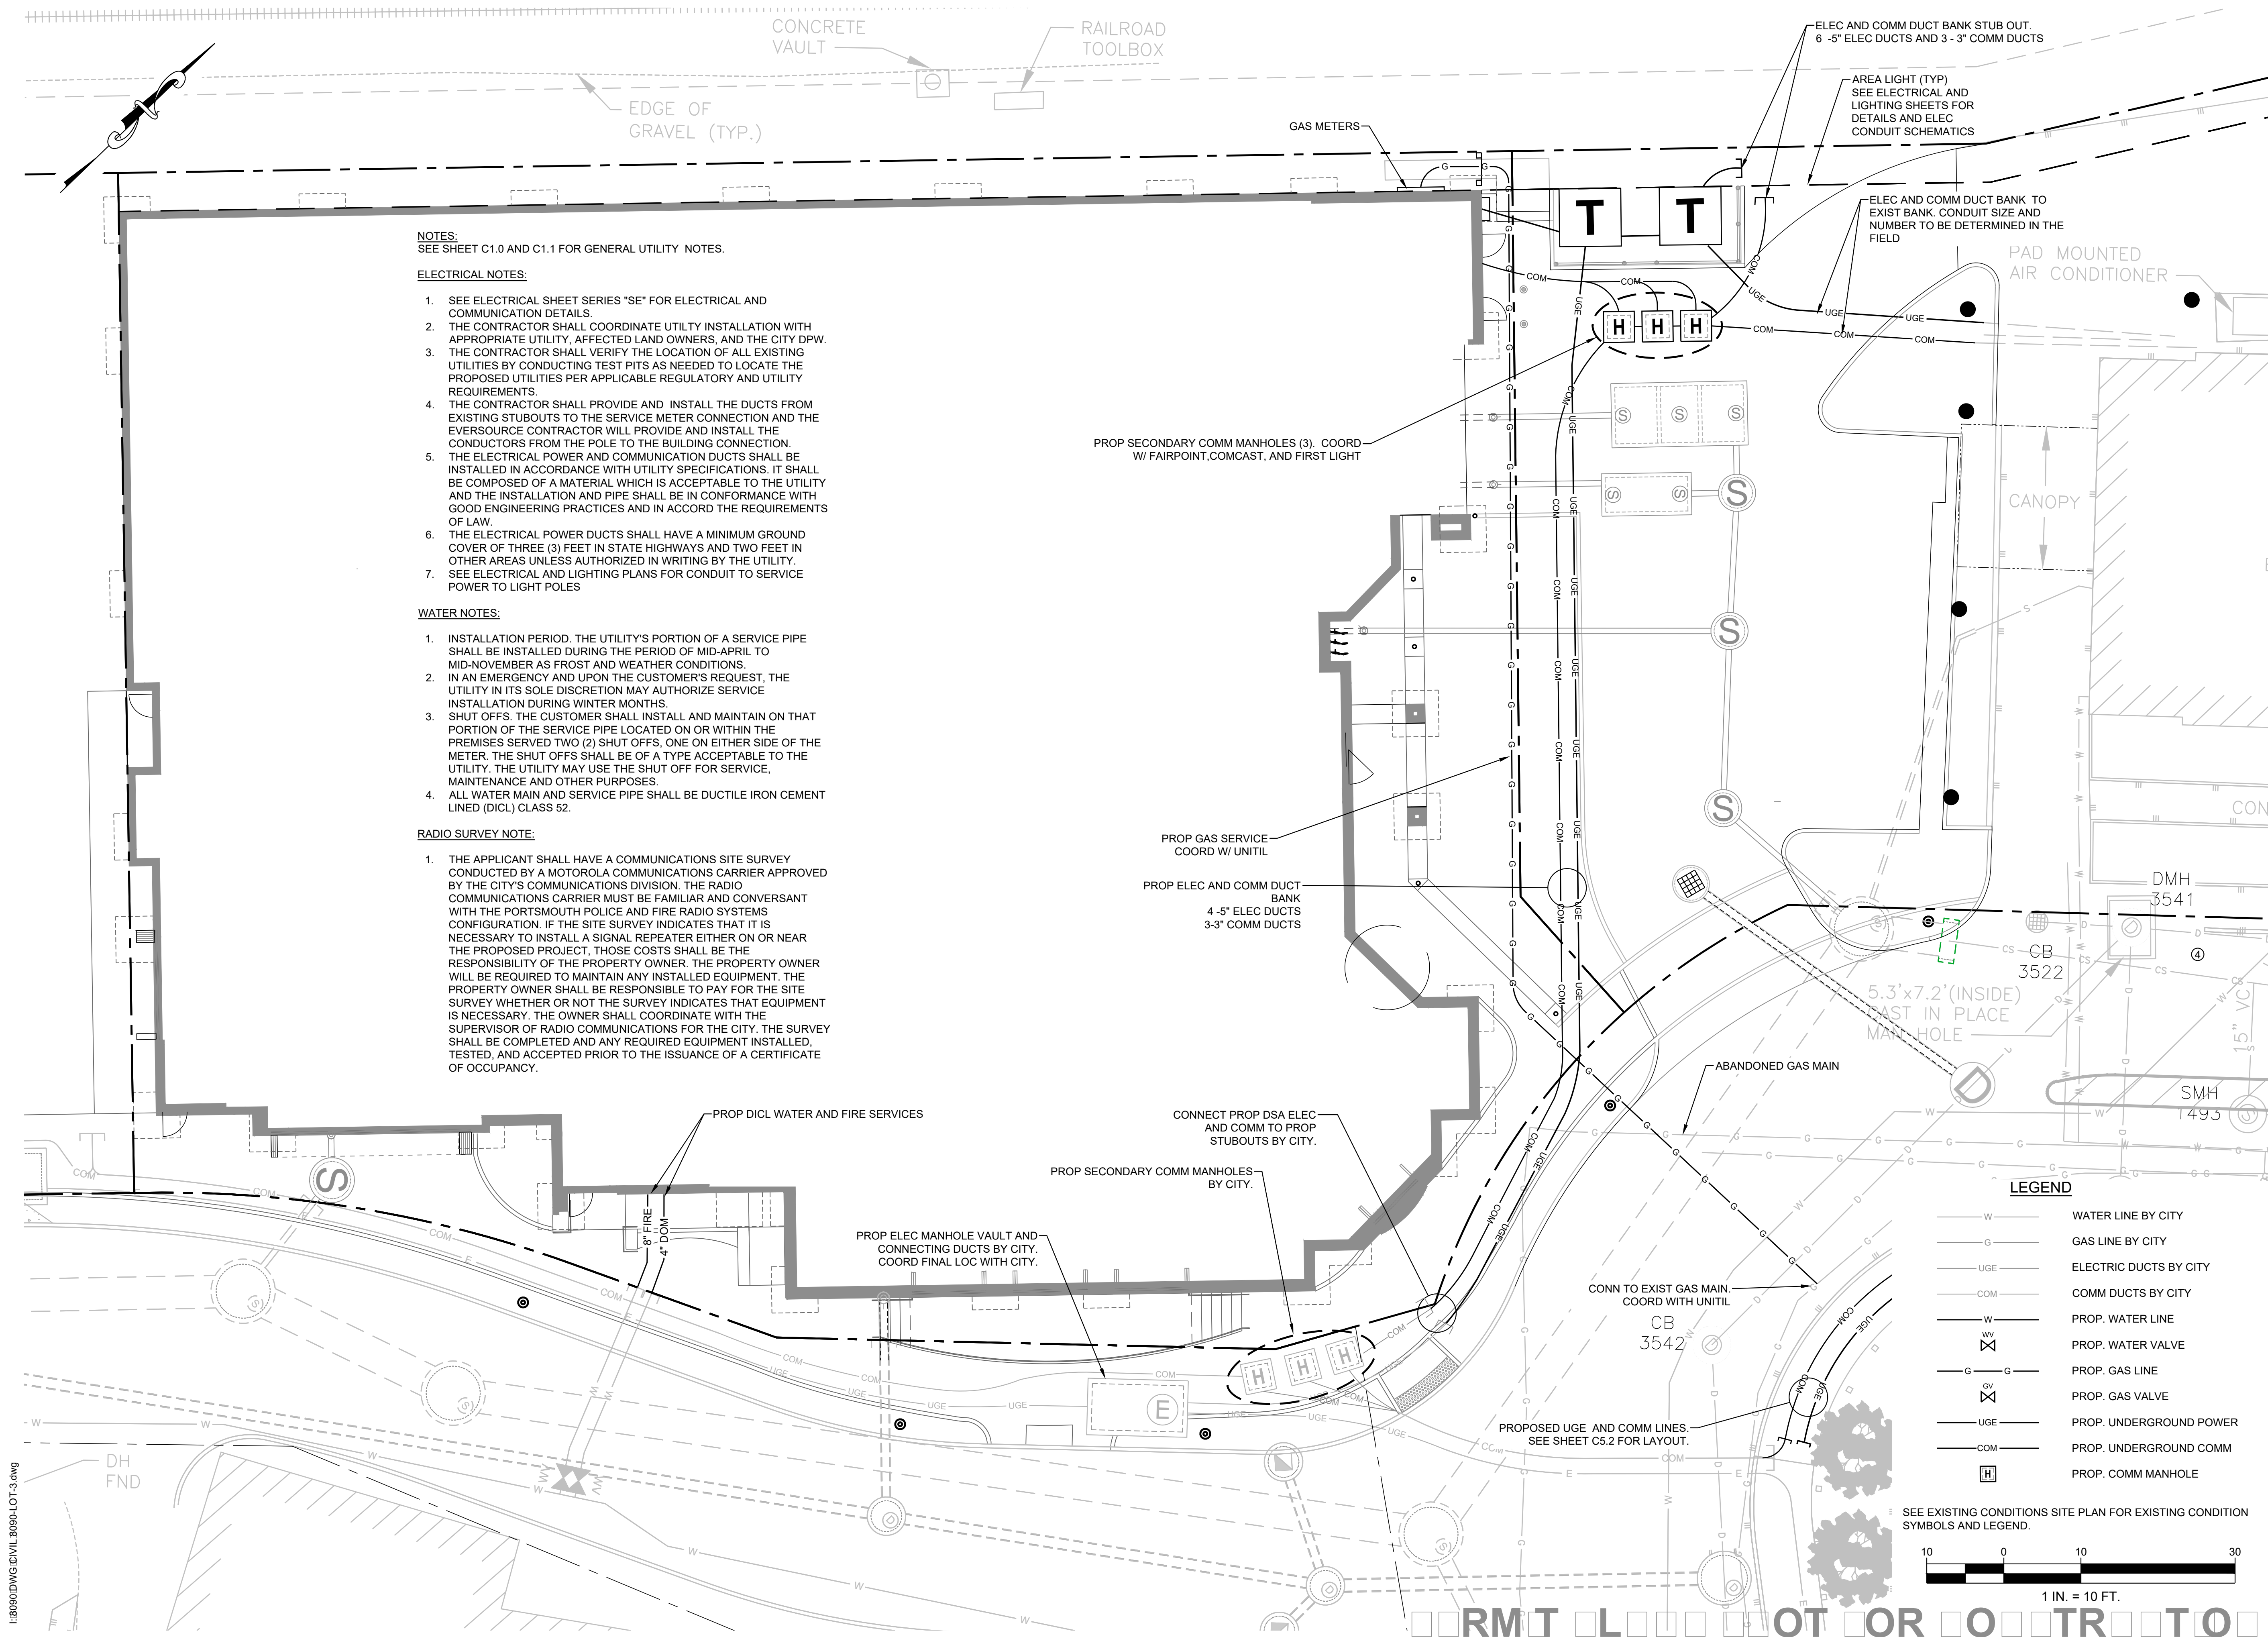 CONCRETE
VAULT
RAILROAD
TOOLBOX
EDGE OF
GRAVEL (TYP.)
ELEC AND COMM DUCT BANK STUB OUT.
6 -5" ELEC DUCTS AND 3 - 3" COMM DUCTS
AREA LIGHT (TYP)
SEE ELECTRICAL AND
LIGHTING SHEETS FOR
DETAILS AND ELEC
CONDUIT SCHEMATICS
GAS METERS
ELEC AND COMM DUCT BANK TO
EXIST BANK. CONDUIT SIZE AND
NUMBER TO BE DETERMINED IN THE
FIELD
PAD MOUNTED
AIR CONDITIONER
T T
H H H
NOTES:
SEE SHEET C1.0 AND C1.1 FOR GENERAL UTILITY NOTES.
ELECTRICAL NOTES:
1. SEE ELECTRICAL SHEET SERIES "SE" FOR ELECTRICAL AND
COMMUNICATION DETAILS.
2. THE CONTRACTOR SHALL COORDINATE UTILTY INSTALLATION WITH
APPROPRIATE UTILITY, AFFECTED LAND OWNERS, AND THE CITY DPW.
3. THE CONTRACTOR SHALL VERIFY THE LOCATION OF ALL EXISTING
UTILITIES BY CONDUCTING TEST PITS AS NEEDED TO LOCATE THE
PROPOSED UTILITIES PER APPLICABLE REGULATORY AND UTILITY
REQUIREMENTS.
4. THE CONTRACTOR SHALL PROVIDE AND INSTALL THE DUCTS FROM
EXISTING STUBOUTS TO THE SERVICE METER CONNECTION AND THE
EVERSOURCE CONTRACTOR WILL PROVIDE AND INSTALL THE
CONDUCTORS FROM THE POLE TO THE BUILDING CONNECTION.
5. THE ELECTRICAL POWER AND COMMUNICATION DUCTS SHALL BE
INSTALLED IN ACCORDANCE WITH UTILITY SPECIFICATIONS. IT SHALL
BE COMPOSED OF A MATERIAL WHICH IS ACCEPTABLE TO THE UTILITY
AND THE INSTALLATION AND PIPE SHALL BE IN CONFORMANCE WITH
GOOD ENGINEERING PRACTICES AND IN ACCORD THE REQUIREMENTS
OF LAW.
6. THE ELECTRICAL POWER DUCTS SHALL HAVE A MINIMUM GROUND
COVER OF THREE (3) FEET IN STATE HIGHWAYS AND TWO FEET IN
OTHER AREAS UNLESS AUTHORIZED IN WRITING BY THE UTILITY.
7. SEE ELECTRICAL AND LIGHTING PLANS FOR CONDUIT TO SERVICE
POWER TO LIGHT POLES
WATER NOTES:
1. INSTALLATION PERIOD. THE UTILITY'S PORTION OF A SERVICE PIPE
SHALL BE INSTALLED DURING THE PERIOD OF MID-APRIL TO
MID-NOVEMBER AS FROST AND WEATHER CONDITIONS.
2. IN AN EMERGENCY AND UPON THE CUSTOMER'S REQUEST, THE
UTILITY IN ITS SOLE DISCRETION MAY AUTHORIZE SERVICE
INSTALLATION DURING WINTER MONTHS.
3. SHUT OFFS. THE CUSTOMER SHALL INSTALL AND MAINTAIN ON THAT
PORTION OF THE SERVICE PIPE LOCATED ON OR WITHIN THE
PREMISES SERVED TWO (2) SHUT OFFS, ONE ON EITHER SIDE OF THE
METER. THE SHUT OFFS SHALL BE OF A TYPE ACCEPTABLE TO THE
UTILITY. THE UTILITY MAY USE THE SHUT OFF FOR SERVICE,
MAINTENANCE AND OTHER PURPOSES.
4. ALL WATER MAIN AND SERVICE PIPE SHALL BE DUCTILE IRON CEMENT
LINED (DICL) CLASS 52.
RADIO SURVEY NOTE:
1. THE APPLICANT SHALL HAVE A COMMUNICATIONS SITE SURVEY
CONDUCTED BY A MOTOROLA COMMUNICATIONS CARRIER APPROVED
BY THE CITY'S COMMUNICATIONS DIVISION. THE RADIO
COMMUNICATIONS CARRIER MUST BE FAMILIAR AND CONVERSANT
WITH THE PORTSMOUTH POLICE AND FIRE RADIO SYSTEMS
CONFIGURATION. IF THE SITE SURVEY INDICATES THAT IT IS
NECESSARY TO INSTALL A SIGNAL REPEATER EITHER ON OR NEAR
THE PROPOSED PROJECT, THOSE COSTS SHALL BE THE
RESPONSIBILITY OF THE PROPERTY OWNER. THE PROPERTY OWNER
WILL BE REQUIRED TO MAINTAIN ANY INSTALLED EQUIPMENT. THE
PROPERTY OWNER SHALL BE RESPONSIBLE TO PAY FOR THE SITE
SURVEY WHETHER OR NOT THE SURVEY INDICATES THAT EQUIPMENT
IS NECESSARY. THE OWNER SHALL COORDINATE WITH THE
SUPERVISOR OF RADIO COMMUNICATIONS FOR THE CITY. THE SURVEY
SHALL BE COMPLETED AND ANY REQUIRED EQUIPMENT INSTALLED,
TESTED, AND ACCEPTED PRIOR TO THE ISSUANCE OF A CERTIFICATE
OF OCCUPANCY.
PROP SECONDARY COMM MANHOLES (3). COORD
W/ FAIRPOINT,COMCAST, AND FIRST LIGHT
CANOPY
PROP GAS SERVICE
COORD W/ UNITIL
PROP ELEC AND COMM DUCT
BANK
4 -5" ELEC DUCTS
3-3" COMM DUCTS
DMH
3541
CB
3522
4
5.3'x7.2'(INSIDE)
CAST IN PLACE
MANHOLE
15" VC
ABANDONED GAS MAIN
SMH
1493
PROP DICL WATER AND FIRE SERVICES
CONNECT PROP DSA ELEC
AND COMM TO PROP
STUBOUTS BY CITY.
PROP SECONDARY COMM MANHOLES
BY CITY.
8" FIRE
4" DOM
PROP ELEC MANHOLE VAULT AND
CONNECTING DUCTS BY CITY.
COORD FINAL LOC WITH CITY.
CONN TO EXIST GAS MAIN.
COORD WITH UNITIL
CB
3542
H H H
E
PROPOSED UGE AND COMM LINES.
SEE SHEET C5.2 FOR LAYOUT.
DH
FND
LEGEND
W WATER LINE BY CITY
G GAS LINE BY CITY
UGE ELECTRIC DUCTS BY CITY
COM COMM DUCTS BY CITY
W PROP. WATER LINE
WV PROP. WATER VALVE
G G PROP. GAS LINE
GV PROP. GAS VALVE
UGE PROP. UNDERGROUND POWER
COM PROP. UNDERGROUND COMM
H PROP. COMM MANHOLE
SEE EXISTING CONDITIONS SITE PLAN FOR EXISTING CONDITION
SYMBOLS AND LEGEND.
10 0 10 30
1 IN. = 10 FT.
I:\8090\DWG\CIVIL\8090-LOT-3.dwg